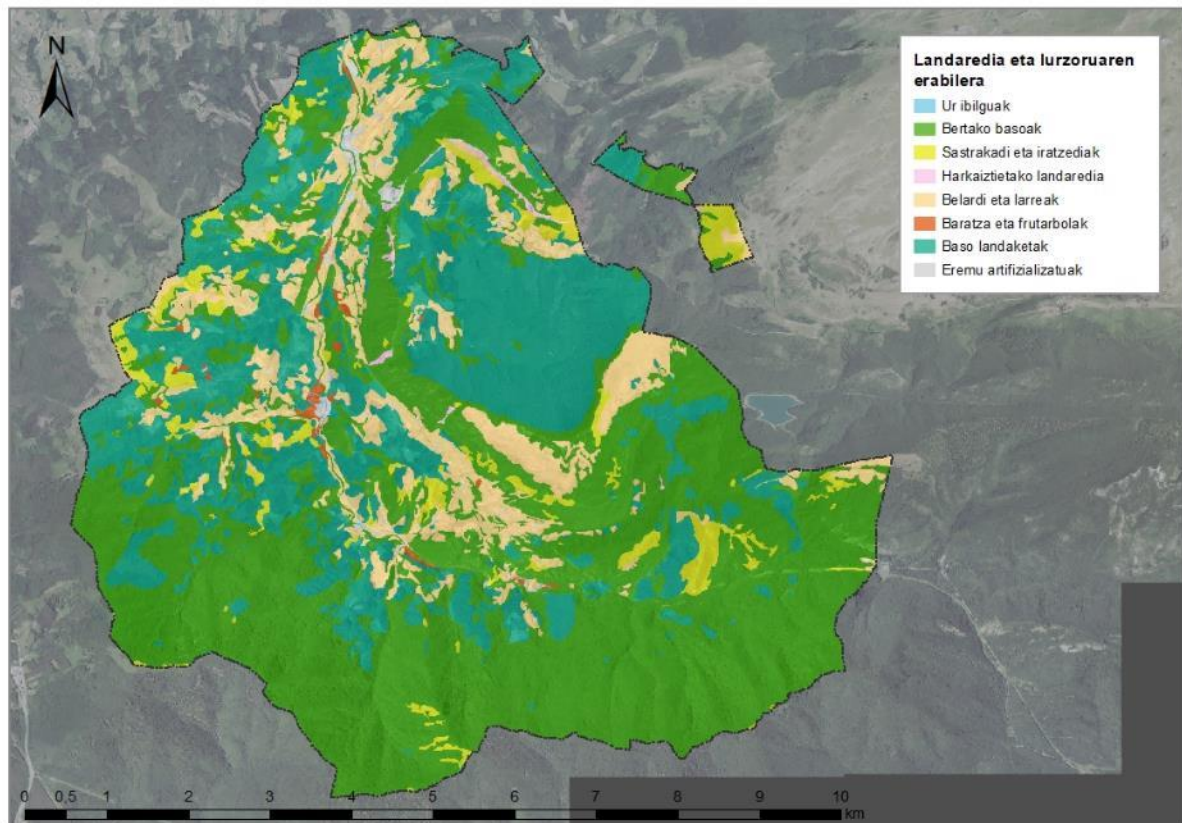 N
Landaredia eta lurzoruaren
erabilera
Ur ibilguak
Bertako basoak
Sastrakadi eta iratzediak
Harkaiztietako landaredia
Belardi eta larreak
Baratza eta frutarbolak
Baso landaketak
Eremu artifizializatuak
0 0,5 1 2 3 4 5 6 7 8 9 10
km